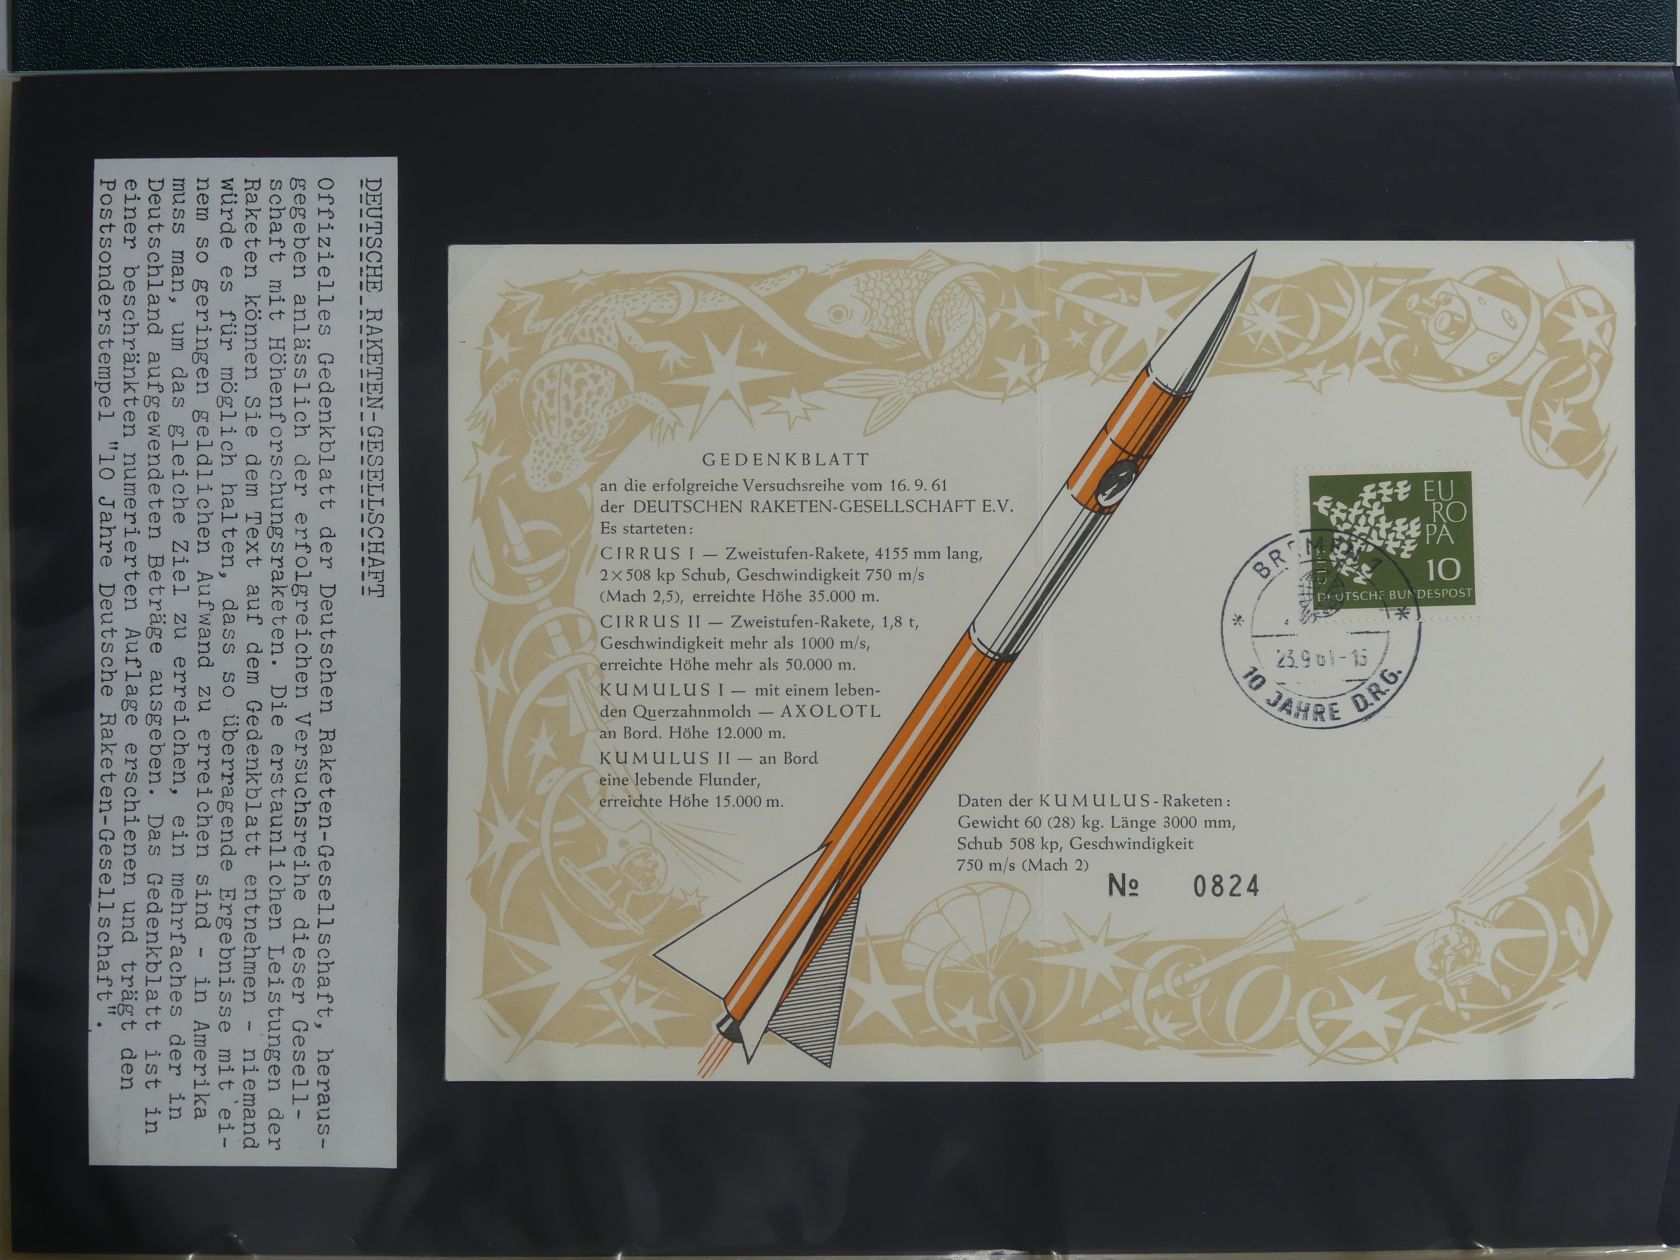 DEUTSCHE RAKETEN-GESELLSCHAFT
Offizielles Gedenkblatt der Deutschen Raketen-Gesellschaft, heraus-
gegeben anlässlich der erfolgreichen Versuchsreihe dieser Gesell-
schaft mit Höhenforschungsraketen. Die erstaunlichen Leistungen der
Raketen können Sie dem Text auf dem Gedenkblatt entnehmen - niemand
würde es für möglich halten, dass so überragende Ergebnisse mit ei-
nem so geringen geldlichen Aufwand zu erreichen sind - in Amerika
muss man, um das gleiche Ziel zu erreichen, ein mehrfaches der in
Deutschland aufgewendeten Beträge ausgeben. Das Gedenkblatt ist in
einer beschränkten numerierten Auflage erschienen und trägt den
Postsonderstempel "10 Jahre Deutsche Raketen-Gesellschaft".
GEDENKBLATT
an die erfolgreiche Versuchsreihe vom 16. 9. 61
der DEUTSCHEN RAKETEN-GESELLSCHAFT E.V.
Es starteten:
CIRRUS I — Zweistufen-Rakete, 4155 mm lang,
2×508 kp Schub, Geschwindigkeit 750 m/s
(Mach 2,5), erreichte Höhe 35.000 m.
CIRRUS II — Zweistufen-Rakete, 1,8 t,
Geschwindigkeit mehr als 1000 m/s,
erreichte Höhe mehr als 50.000 m.
KUMULUS I — mit einem leben-
den Querzahnmolch — AXOLOTL
an Bord. Höhe 12.000 m.
KUMULUS II — an Bord
eine lebende Flunder,
erreichte Höhe 15.000 m.
EU
RO
PA
10
DEUTSCHE BUNDESPOST
BREMEN 1
23.9.61-15
* 10 JAHRE D.R.G. *
Daten der KUMULUS-Raketen:
Gewicht 60 (28) kg. Länge 3000 mm,
Schub 508 kp, Geschwindigkeit
750 m/s (Mach 2)
№ 0824